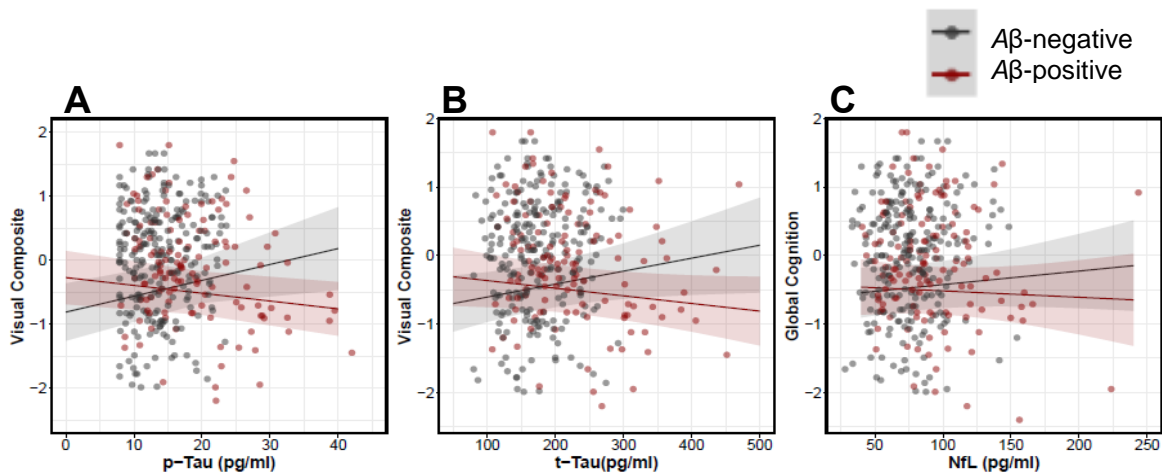 Aβ-negative
Aβ-positive
A
B
C
Visual Composite
2
1
0
−1
−2
0
10
20
30
40
p−Tau (pg/ml)
Visual Composite
2
1
0
−1
−2
100
200
300
400
500
t−Tau(pg/ml)
Global Cognition
2
1
0
−1
−2
50
100
150
200
250
NfL (pg/ml)